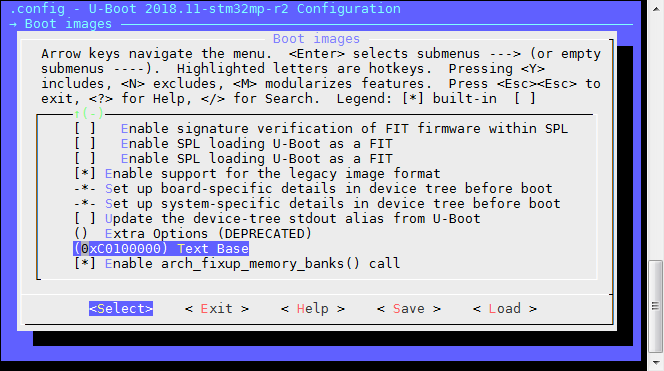 .config - U-Boot 2018.11-stm32mp-r2 Configuration
→ Boot images
Boot images
Arrow keys navigate the menu.  <Enter> selects submenus ---> (or empty
submenus ----).  Highlighted letters are hotkeys.  Pressing <Y>
includes, <N> excludes, <M> modularizes features.  Press <Esc><Esc> to
exit, <?> for Help, </> for Search.  Legend: [*] built-in  [ ]
↑(-)
[ ]   Enable signature verification of FIT firmware within SPL
[ ]   Enable SPL loading U-Boot as a FIT
[ ]   Enable SPL loading U-Boot as a FIT
[*] Enable support for the legacy image format
-*- Set up board-specific details in device tree before boot
-*- Set up system-specific details in device tree before boot
[ ] Update the device-tree stdout alias from U-Boot
()  Extra Options (DEPRECATED)
(0xC0100000) Text Base
[*] Enable arch_fixup_memory_banks() call
<Select>    < Exit >    < Help >    < Save >    < Load >